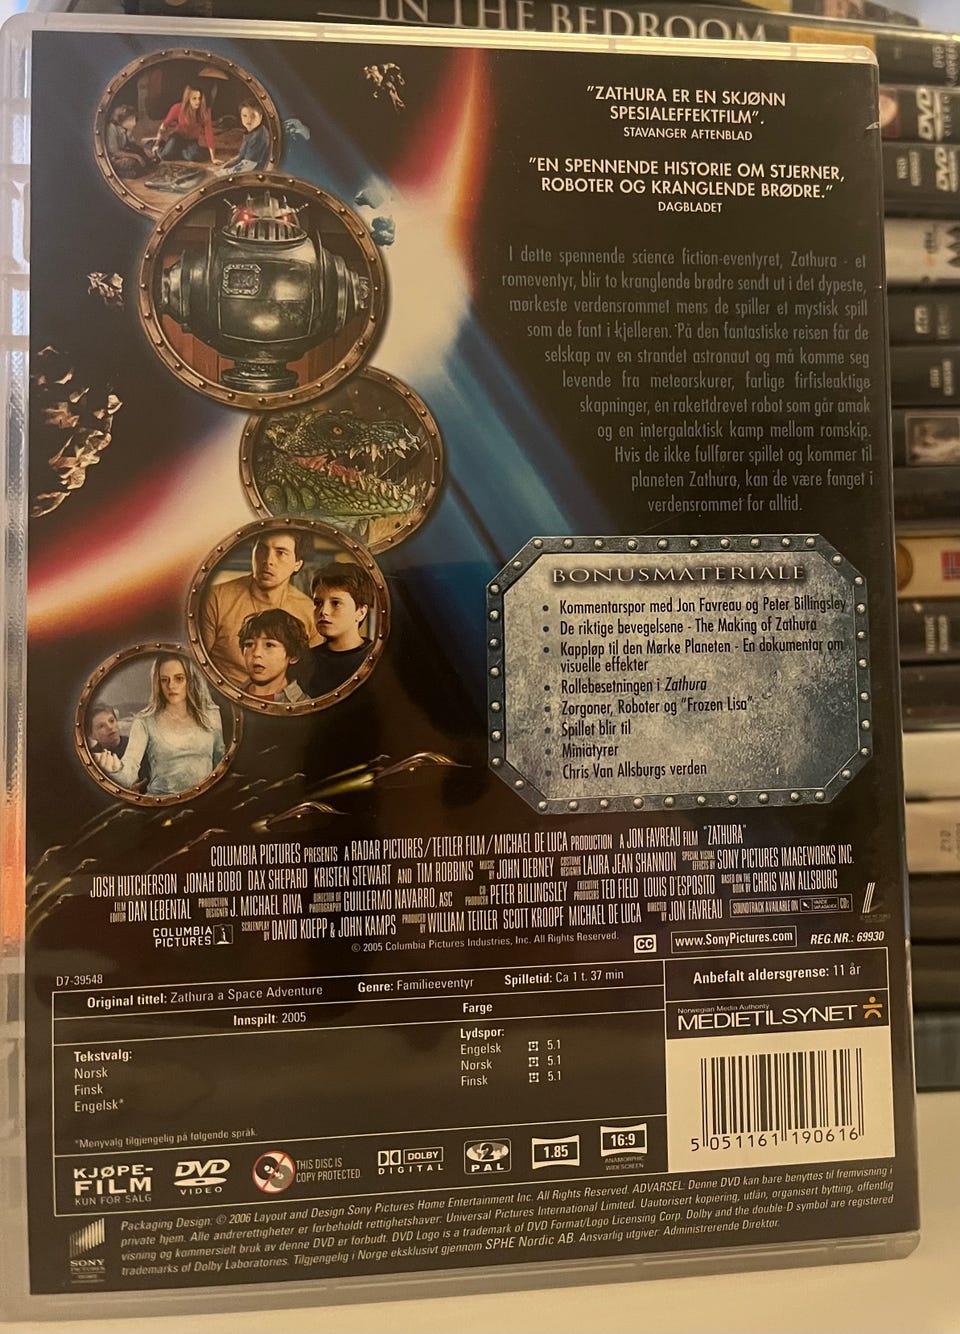 IN THE BEDROOM
"ZATHURA ER EN SKJØNN
SPESIALEFFEKTFILM".
STAVANGER AFTENBLAD
"EN SPENNENDE HISTORIE OM STJERNER,
ROBOTER OG KRANGLENDE BRØDRE."
DAGBLADET
I dette spennende science fiction-eventyret, Zathura - et
romeventyr, blir to kranglende brødre sendt ut i det dypeste,
mørkeste verdensrommet mens de spiller et mystisk spill
som de fant i kjelleren. På den fantastiske reisen får de
selskap av en strandet astronaut og må komme seg
levende fra meteorskurer, farlige firfisleaktige
skapninger, en rakettdrevet robot som går amok
og en intergalaktisk kamp mellom romskip.
Hvis de ikke fullfører spillet og kommer til
planeten Zathura, kan de være fanget i
verdensrommet for alltid.
BONUSMATERIALE
• Kommentarspor med Jon Favreau og Peter Billingsley
• De riktige bevegelsene - The Making of Zathura
• Kappløp til den Mørke Planeten - En dokumentar om
visuelle effekter
• Rollebesetningen i Zathura
• Zorgoner, Roboter og "Frozen Lisa"
• Spillet blir til
• Miniatyrer
• Chris Van Allsburgs verden
COLUMBIA PICTURES PRESENTS A RADAR PICTURES/TEITLER FILM/MICHAEL DE LUCA PRODUCTION A JON FAVREAU FILM "ZATHURA"
JOSH HUTCHERSON JONAH BOBO DAX SHEPARD KRISTEN STEWART AND TIM ROBBINS MUSIC BY JOHN DEBNEY COSTUME DESIGNER LAURA JEAN SHANNON SPECIAL VISUAL EFFECTS BY SONY PICTURES IMAGEWORKS INC.
FILM EDITOR DAN LEBENTAL PRODUCTION DESIGNER J. MICHAEL RIVA DIRECTOR OF PHOTOGRAPHY GUILLERMO NAVARRO, ASC CO-PRODUCER PETER BILLINGSLEY EXECUTIVE PRODUCERS TED FIELD LOUIS D'ESPOSITO BASED ON THE BOOK BY CHRIS VAN ALLSBURG
COLUMBIA PICTURES SCREENPLAY BY DAVID KOEPP & JOHN KAMPS PRODUCED BY WILLIAM TEITLER SCOTT KROOPF MICHAEL DE LUCA DIRECTED BY JON FAVREAU SOUNDTRACK AVAILABLE ON
© 2005 Columbia Pictures Industries, Inc. All Rights Reserved. CC www.SonyPictures.com REG.NR.: 69930
D7-39548
Original tittel: Zathura a Space Adventure Genre: Familieeventyr Spilletid: Ca 1 t. 37 min
Innspilt: 2005 Farge
Anbefalt aldersgrense: 11 år
Norwegian Media Authority
MEDIETILSYNET
Tekstvalg:
Norsk
Finsk
Engelsk*
Lydspor:
Engelsk 5.1
Norsk 5.1
Finsk 5.1
*Menyvalg tilgjengelig på følgende språk.
5 051161 190616
KJØPE-
FILM
KUN FOR SALG
DVD
VIDEO
THIS DISC IS
COPY PROTECTED
DOLBY
DIGITAL
2
PAL
1.85
16:9
ANAMORPHIC
WIDESCREEN
SONY
PICTURES
Packaging Design: © 2006 Layout and Design Sony Pictures Home Entertainment Inc. All Rights Reserved. ADVARSEL: Denne DVD kan bare benyttes til fremvisning i
private hjem. Alle andrerettigheter er forbeholdt rettighetshaver: Universal Pictures International Limited. Uautorisert kopiering, utlån, organisert bytting, offentlig
visning og kommersielt bruk av denne DVD er forbudt. DVD Logo is a trademark of DVD Format/Logo Licensing Corp. Dolby and the double-D symbol are registered
trademarks of Dolby Laboratories. Tilgjengelig i Norge eksklusivt gjennom SPHE Nordic AB. Ansvarlig utgiver: Administrerende Direktør.